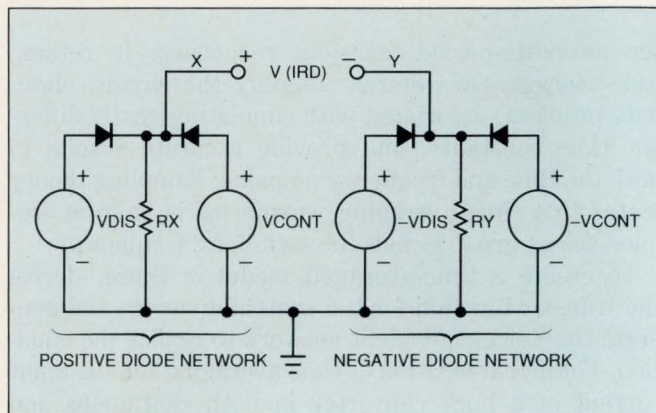 X + V (IRD) − Y
+ + + +
VDIS RX VCONT −VDIS RY −VCONT
− − − −
POSITIVE DIODE NETWORK NEGATIVE DIODE NETWORK